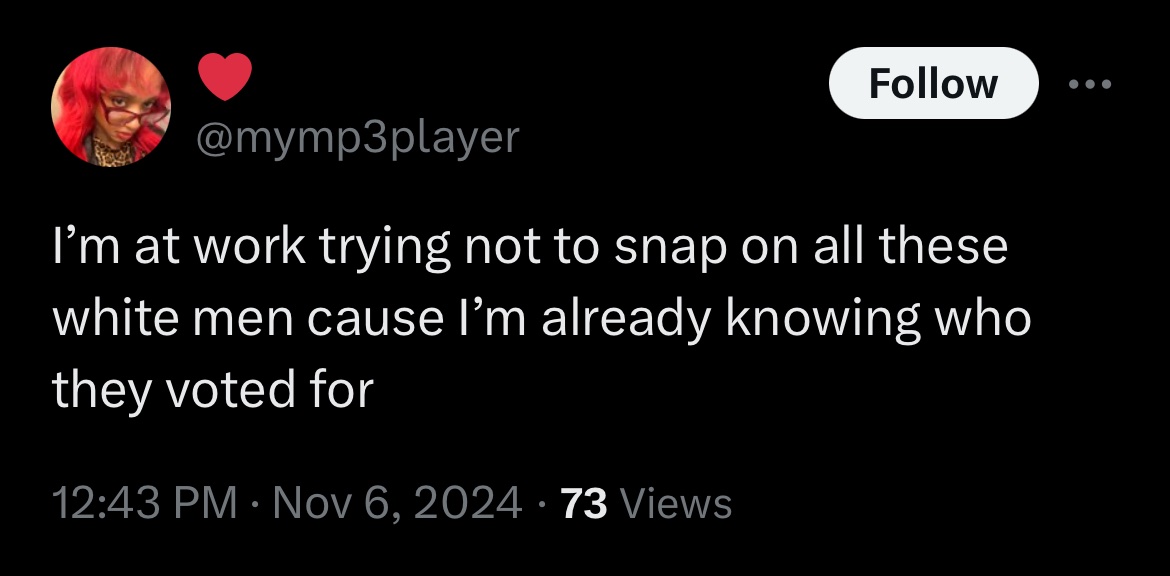 ❤️
Follow
@mymp3player
I’m at work trying not to snap on all these
white men cause I’m already knowing who
they voted for
12:43 PM · Nov 6, 2024 · 73 Views